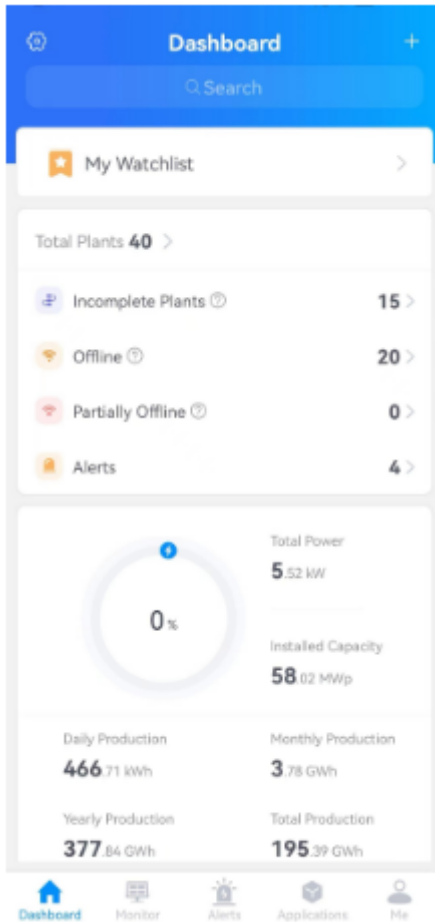 Dashboard +
Search
My Watchlist
Total Plants 40
Incomplete Plants ? 15
Offline ? 20
Partially Offline ? 0
Alerts 4
Total Power
5.52 kW
0 %
Installed Capacity
58.02 MWp
Daily Production Monthly Production
466.71 kWh 3.78 GWh
Yearly Production Total Production
377.84 GWh 195.39 GWh
Dashboard Monitor Alerts Applications Me